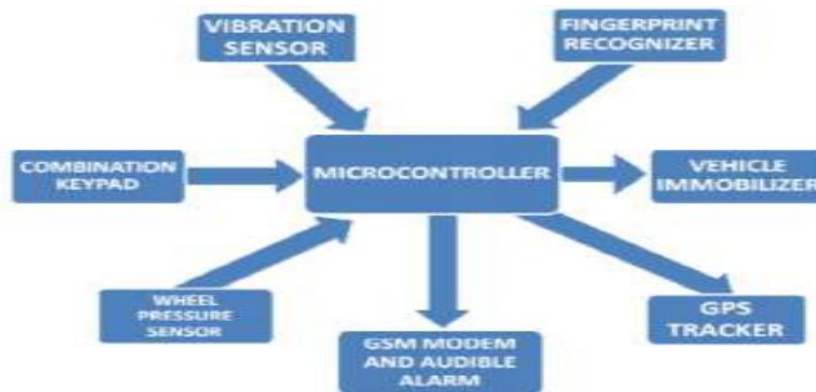 VIBRATION
SENSOR
FINGERPRINT
RECOGNIZER
COMBINATION
KEYPAD
MICROCONTROLLER
VEHICLE
IMMOBILIZER
WHEEL
PRESSURE
SENSOR
GSM MODEM
AND AUDIBLE
ALARM
GPS
TRACKER